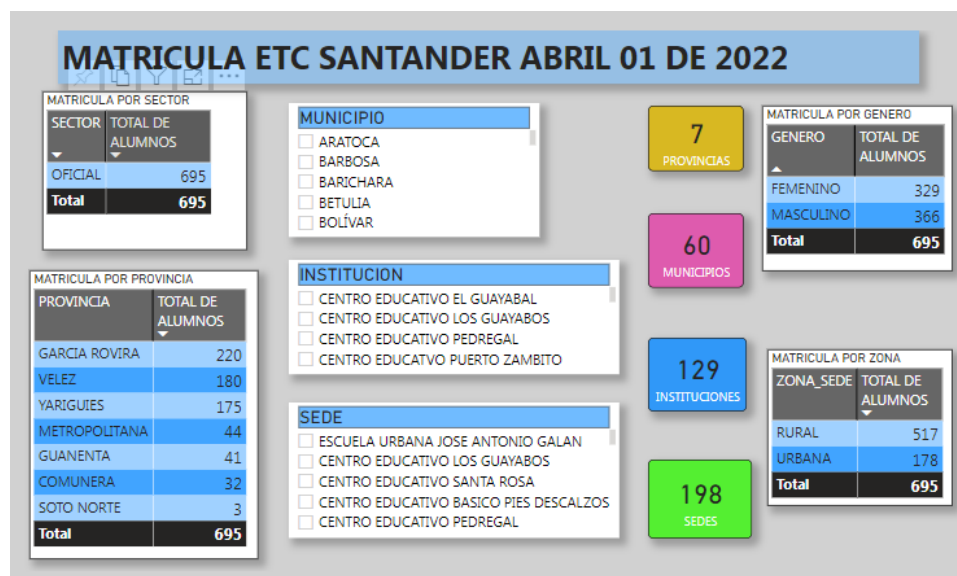 MATRICULA ETC SANTANDER ABRIL 01 DE 2022
MATRICULA POR SECTOR
SECTOR TOTAL DE ALUMNOS
OFICIAL 695
Total 695
MATRICULA POR PROVINCIA
PROVINCIA TOTAL DE ALUMNOS
GARCIA ROVIRA 220
VELEZ 180
YARIGUIES 175
METROPOLITANA 44
GUANENTA 41
COMUNERA 32
SOTO NORTE 3
Total 695
MUNICIPIO
ARATOCA
BARBOSA
BARICHARA
BETULIA
BOLÍVAR
INSTITUCION
CENTRO EDUCATIVO EL GUAYABAL
CENTRO EDUCATIVO LOS GUAYABOS
CENTRO EDUCATIVO PEDREGAL
CENTRO EDUCATVO PUERTO ZAMBITO
SEDE
ESCUELA URBANA JOSE ANTONIO GALAN
CENTRO EDUCATIVO LOS GUAYABOS
CENTRO EDUCATIVO SANTA ROSA
CENTRO EDUCATIVO BASICO PIES DESCALZOS
CENTRO EDUCATIVO PEDREGAL
7
PROVINCIAS
60
MUNICIPIOS
129
INSTITUCIONES
198
SEDES
MATRICULA POR GENERO
GENERO TOTAL DE ALUMNOS
FEMENINO 329
MASCULINO 366
Total 695
MATRICULA POR ZONA
ZONA_SEDE TOTAL DE ALUMNOS
RURAL 517
URBANA 178
Total 695